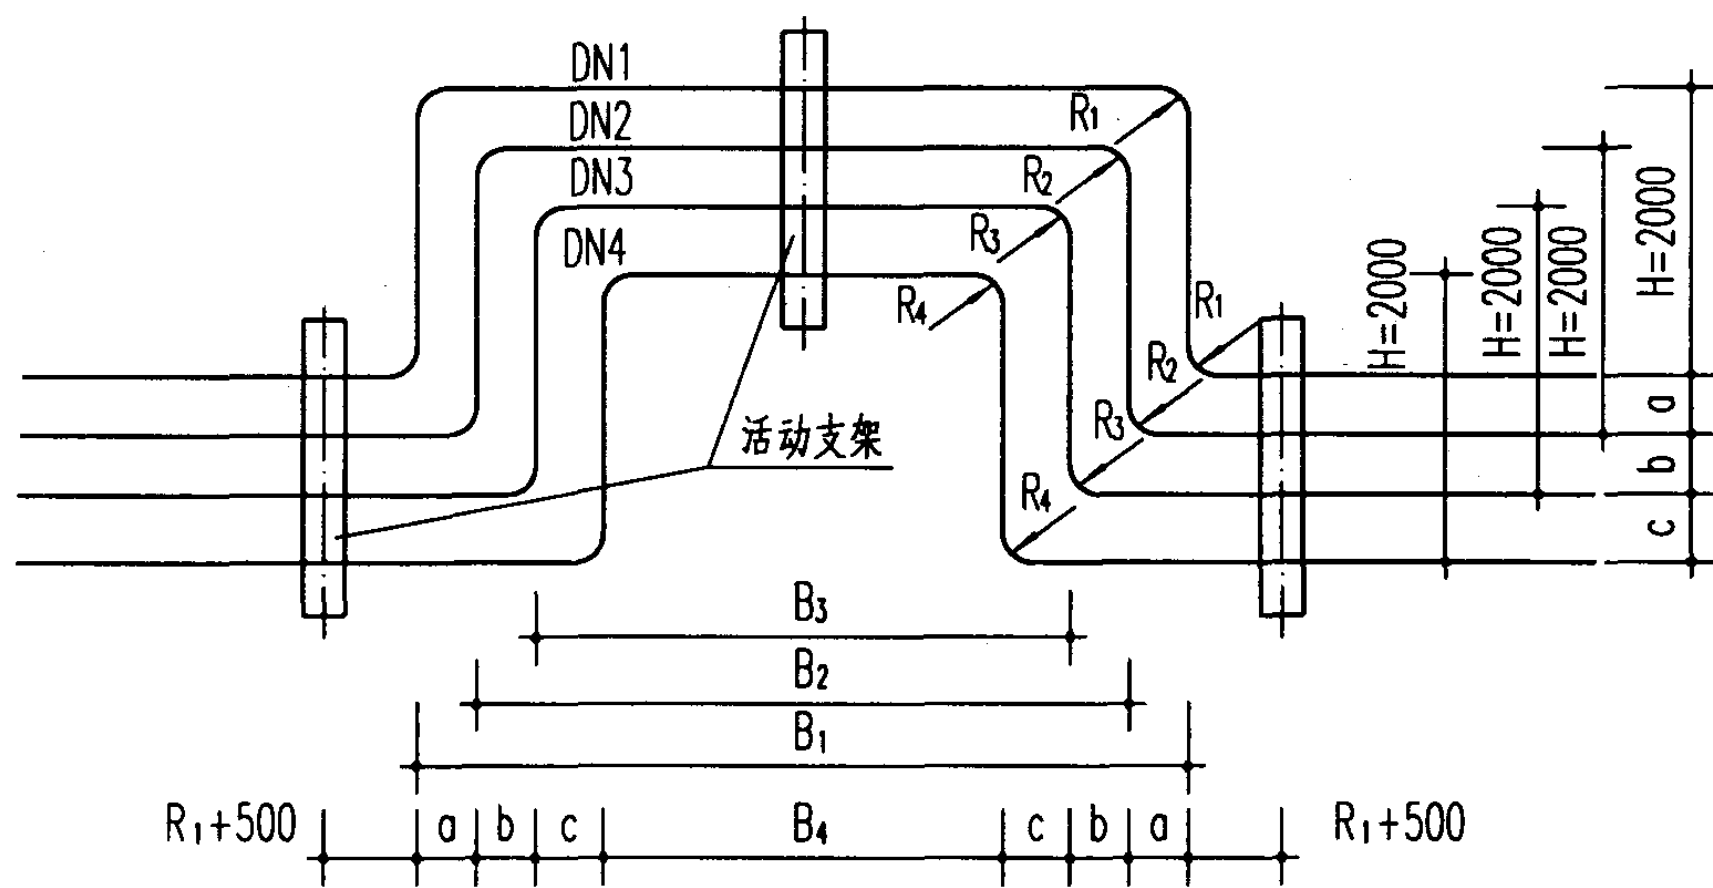 DN1
DN2
DN3
DN4
R1
R2
R3
R4
R1
R2
R3
R4
活动支架
H=2000
H=2000
H=2000
H=2000
a
b
c
B3
B2
B1
R1+500 a b c B4 c b a R1+500